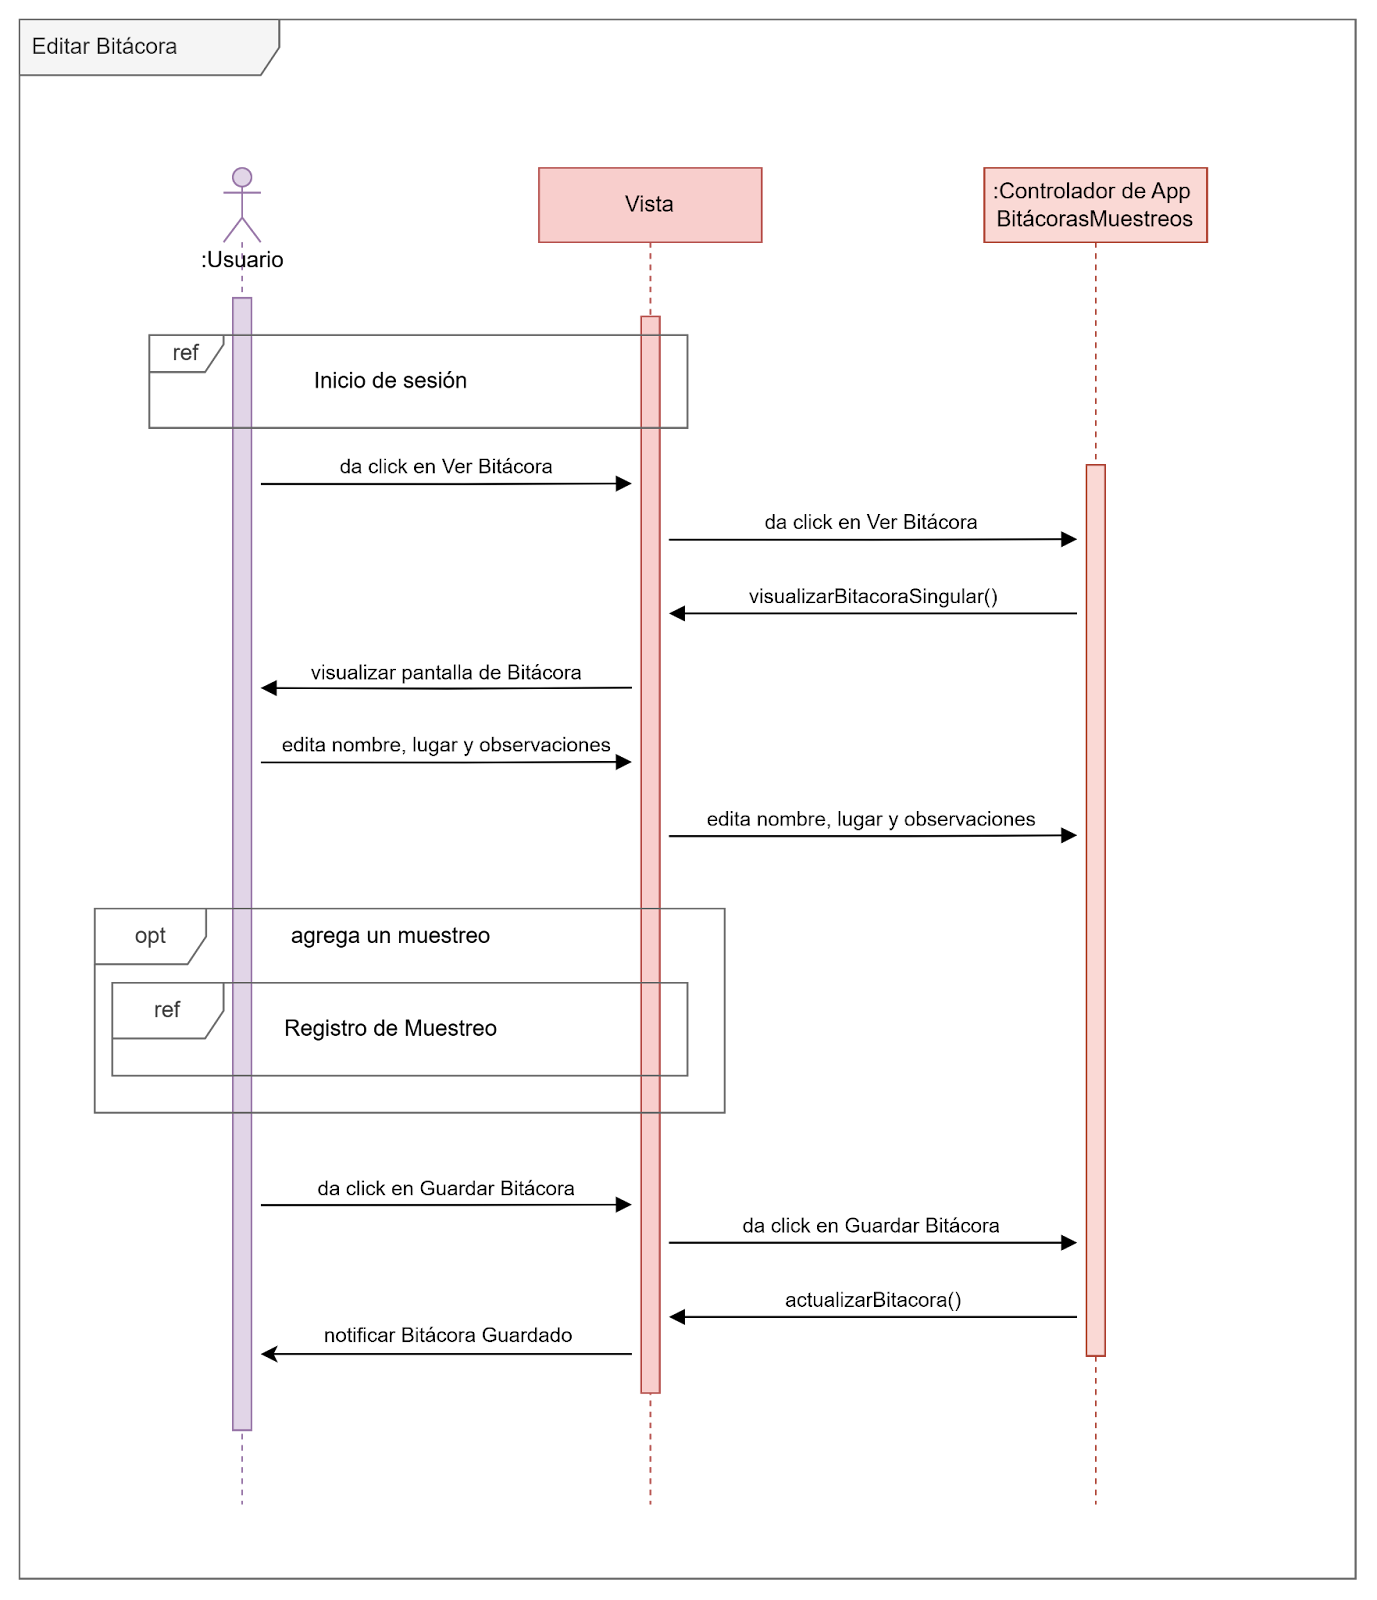 Editar Bitácora
:Usuario
Vista
:Controlador de App
BitácorasMuestreos
ref
Inicio de sesión
da click en Ver Bitácora
da click en Ver Bitácora
visualizarBitacoraSingular()
visualizar pantalla de Bitácora
edita nombre, lugar y observaciones
edita nombre, lugar y observaciones
opt
agrega un muestreo
ref
Registro de Muestreo
da click en Guardar Bitácora
da click en Guardar Bitácora
actualizarBitacora()
notificar Bitácora Guardado